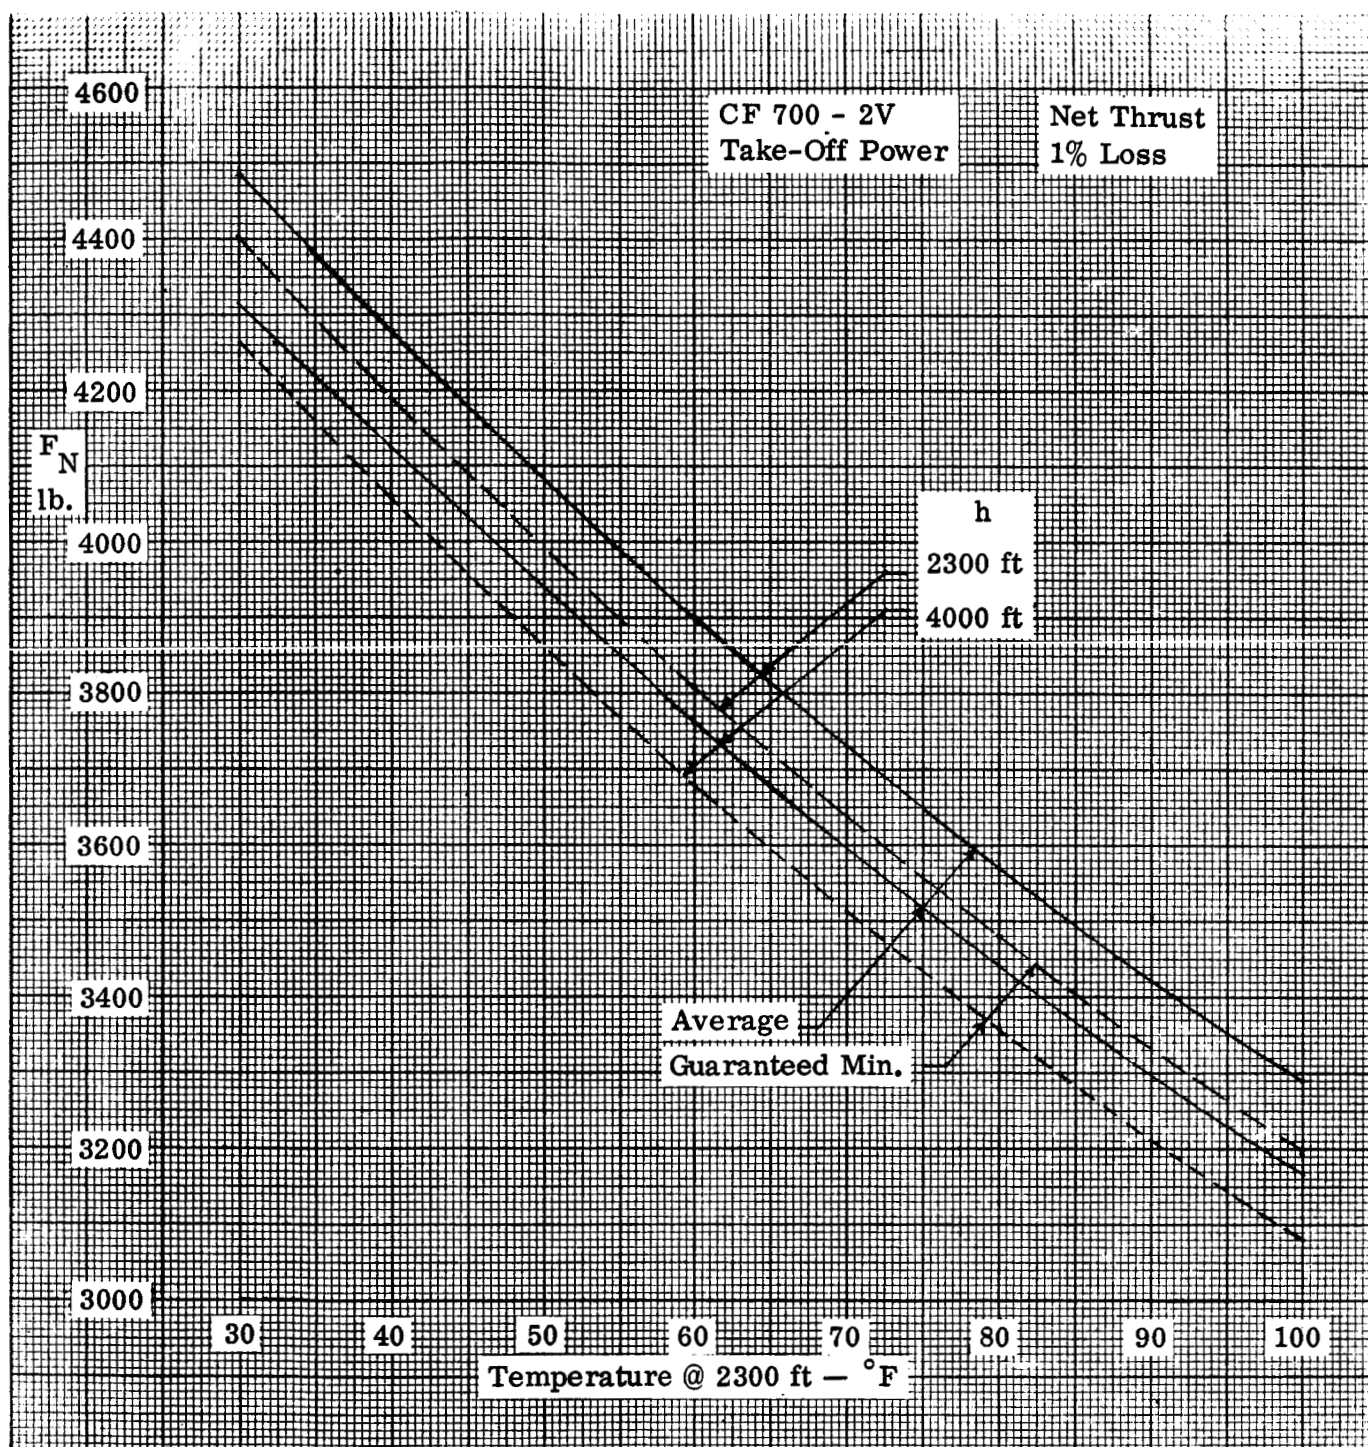 CF 700 - 2V
Take-Off Power
Net Thrust
1% Loss
4600
4400
4200
F_N
lb.
4000
3800
3600
3400
3200
3000
h
2300 ft
4000 ft
Average
Guaranteed Min.
30 40 50 60 70 80 90 100
Temperature @ 2300 ft — °F